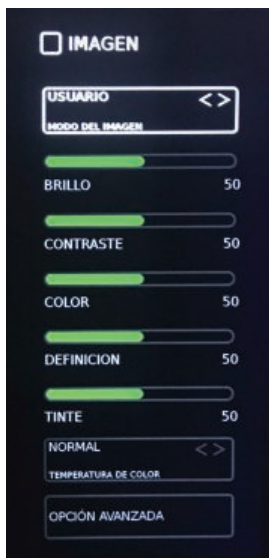 IMAGEN
USUARIO < >
MODO DEL IMAGEN
BRILLO 50
CONTRASTE 50
COLOR 50
DEFINICION 50
TINTE 50
NORMAL < >
TEMPERATURA DE COLOR
OPCIÓN AVANZADA